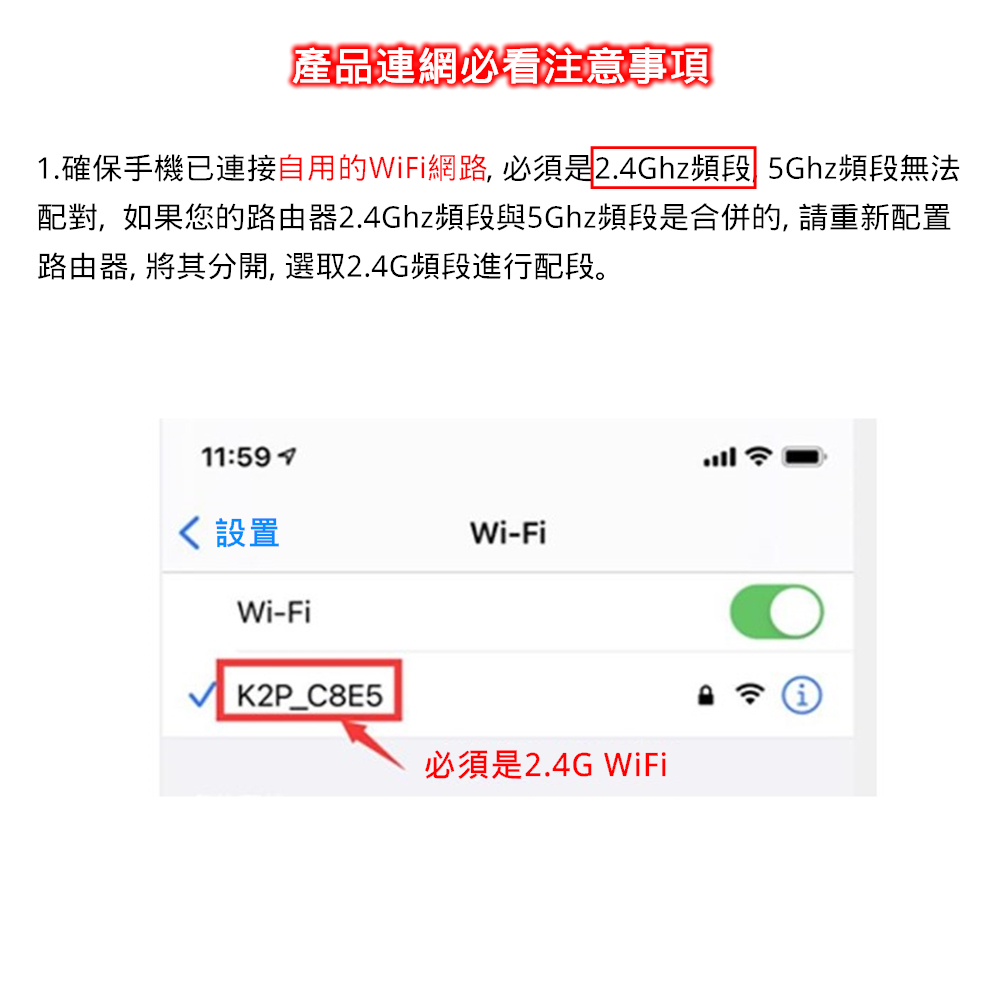 產品連網必看注意事項
1.確保手機已連接自用的WiFi網路, 必須是2.4Ghz頻段, 5Ghz頻段無法
配對, 如果您的路由器2.4Ghz頻段與5Ghz頻段是合併的, 請重新配置
路由器, 將其分開, 選取2.4G頻段進行配段。
11:59
設置 Wi-Fi
Wi-Fi
K2P_C8E5
必須是2.4G WiFi